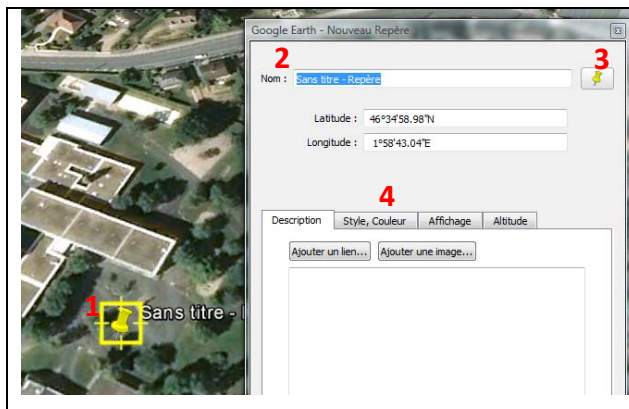 Google Earth - Nouveau Repère
2
3
Nom : Sans titre - Repère
Latitude : 46°34'58.98"N
Longitude : 1°58'43.04"E
4
Description Style, Couleur Affichage Altitude
Ajouter un lien... Ajouter une image...
1
Sans titre -